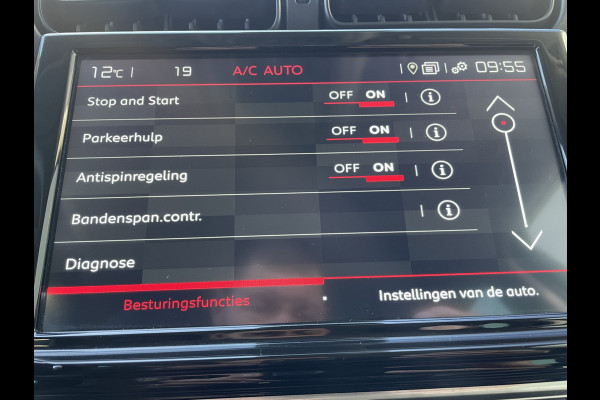 12°C 19 A/C AUTO 09:55
Stop and Start OFF ON i
Parkeerhulp OFF ON i
Antispinregeling OFF ON i
Bandenspan.contr. i
Diagnose
Besturingsfuncties Instellingen van de auto.